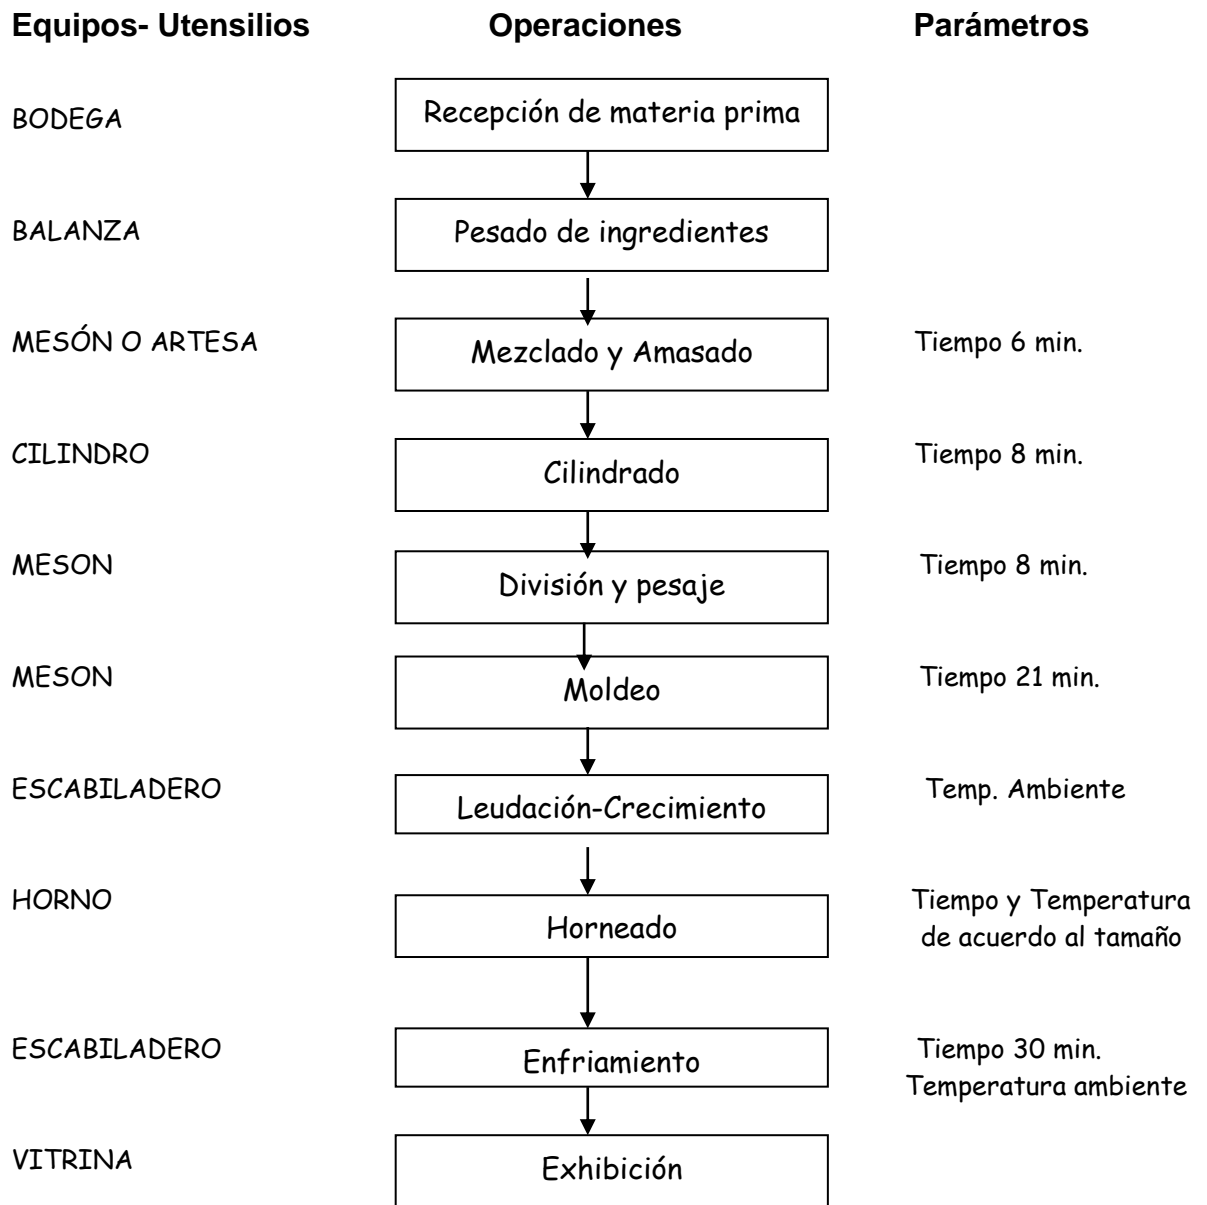 Equipos- Utensilios Operaciones Parámetros
BODEGA Recepción de materia prima
BALANZA Pesado de ingredientes
MESÓN O ARTESA Mezclado y Amasado Tiempo 6 min.
CILINDRO Cilindrado Tiempo 8 min.
MESON División y pesaje Tiempo 8 min.
MESON Moldeo Tiempo 21 min.
ESCABILADERO Leudación-Crecimiento Temp. Ambiente
HORNO Horneado Tiempo y Temperatura
de acuerdo al tamaño
ESCABILADERO Enfriamiento Tiempo 30 min.
Temperatura ambiente
VITRINA Exhibición